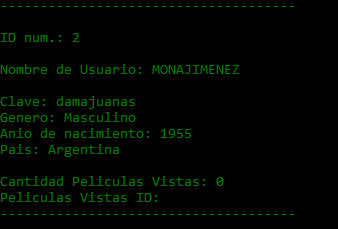 -------------------------------------
ID num.: 2
Nombre de Usuario: MONAJIMENEZ
Clave: damajuanas
Genero: Masculino
Anio de nacimiento: 1955
Pais: Argentina
Cantidad Peliculas Vistas: 0
Peliculas Vistas ID:
-------------------------------------